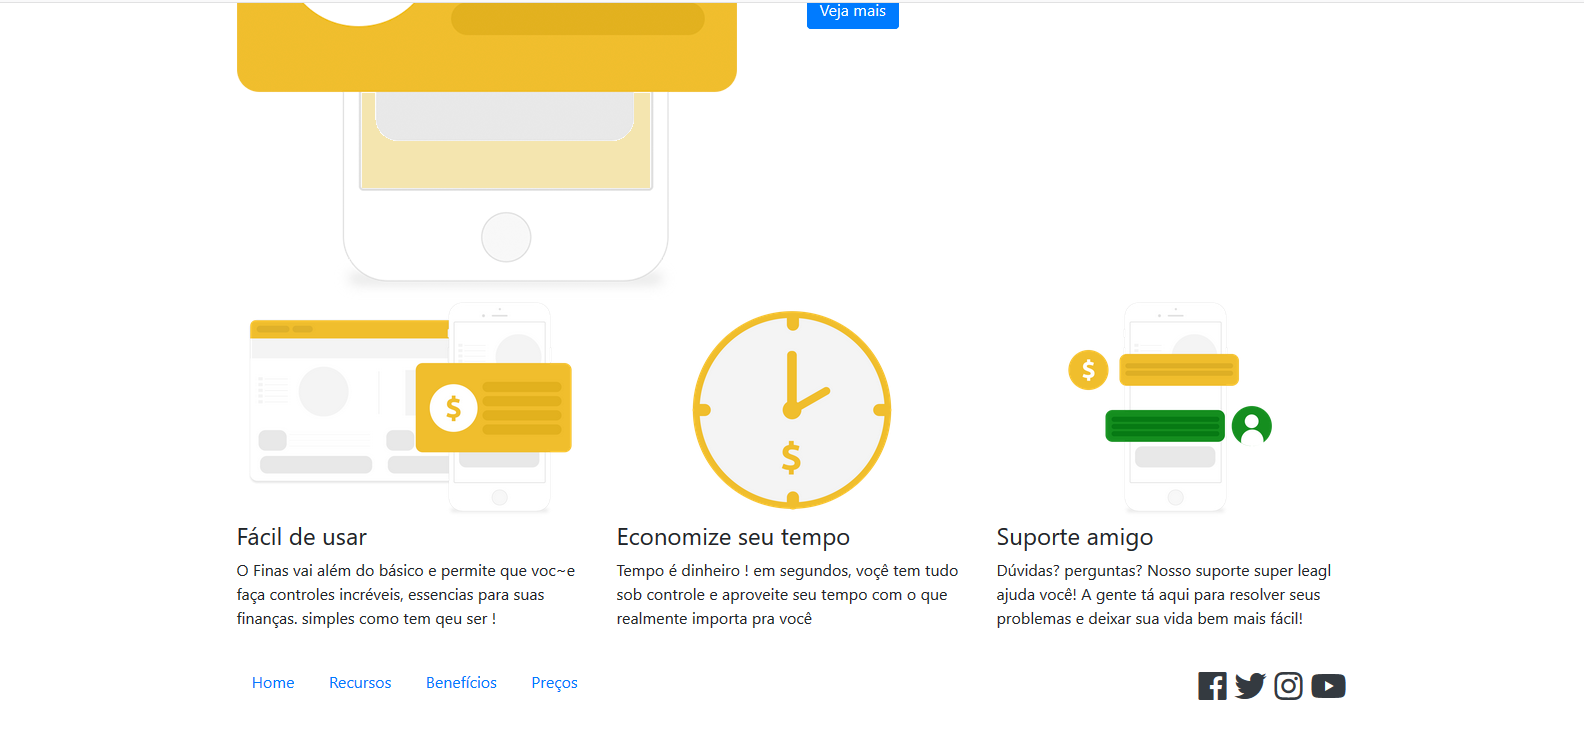 Veja mais
$
$
$
Fácil de usar
O Finas vai além do básico e permite que voc~e
faça controles incréveis, essencias para suas
finanças. simples como tem qeu ser !
Economize seu tempo
Tempo é dinheiro ! em segundos, voçê tem tudo
sob controle e aproveite seu tempo com o que
realmente importa pra você
Suporte amigo
Dúvidas? perguntas? Nosso suporte super leagl
ajuda você! A gente tá aqui para resolver seus
problemas e deixar sua vida bem mais fácil!
Home Recursos Benefícios Preços